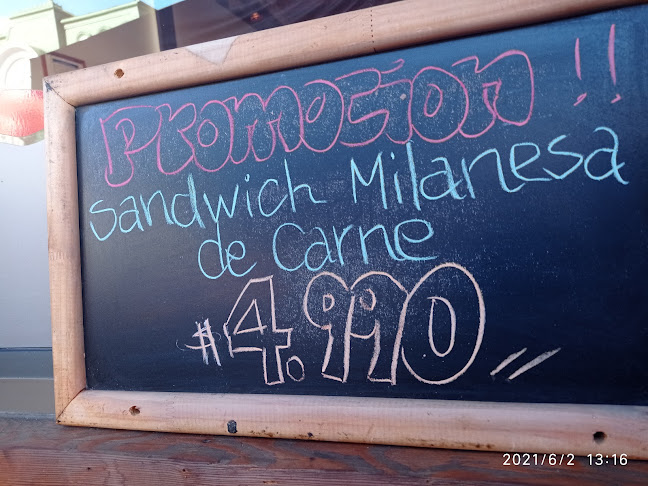 Promoción!!
Sandwich Milanesa
de Carne
$4.990
2021/6/2 13:16